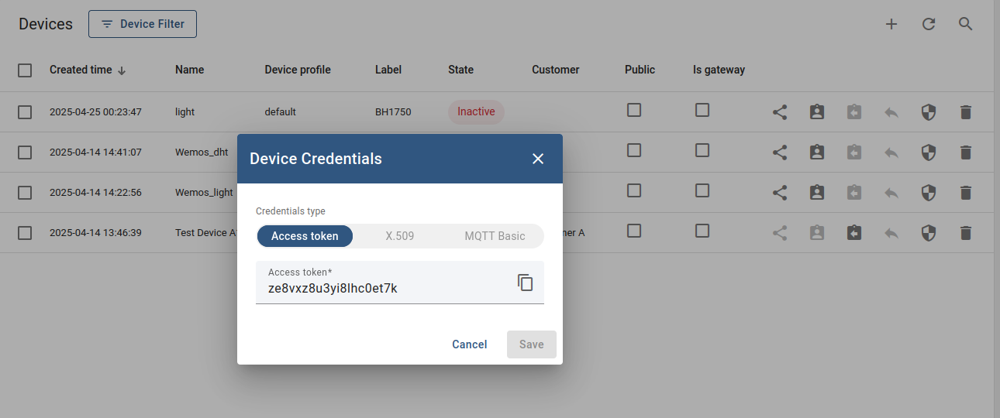 Devices Device Filter
Created time Name Device profile Label State Customer Public Is gateway
2025-04-25 00:23:47 light default BH1750 Inactive
2025-04-14 14:41:07 Wemos_dht
2025-04-14 14:22:56 Wemos_light
2025-04-14 13:46:39 Test Device A ner A
Device Credentials
Credentials type
Access token X.509 MQTT Basic
Access token*
ze8vxz8u3yi8lhc0et7k
Cancel Save